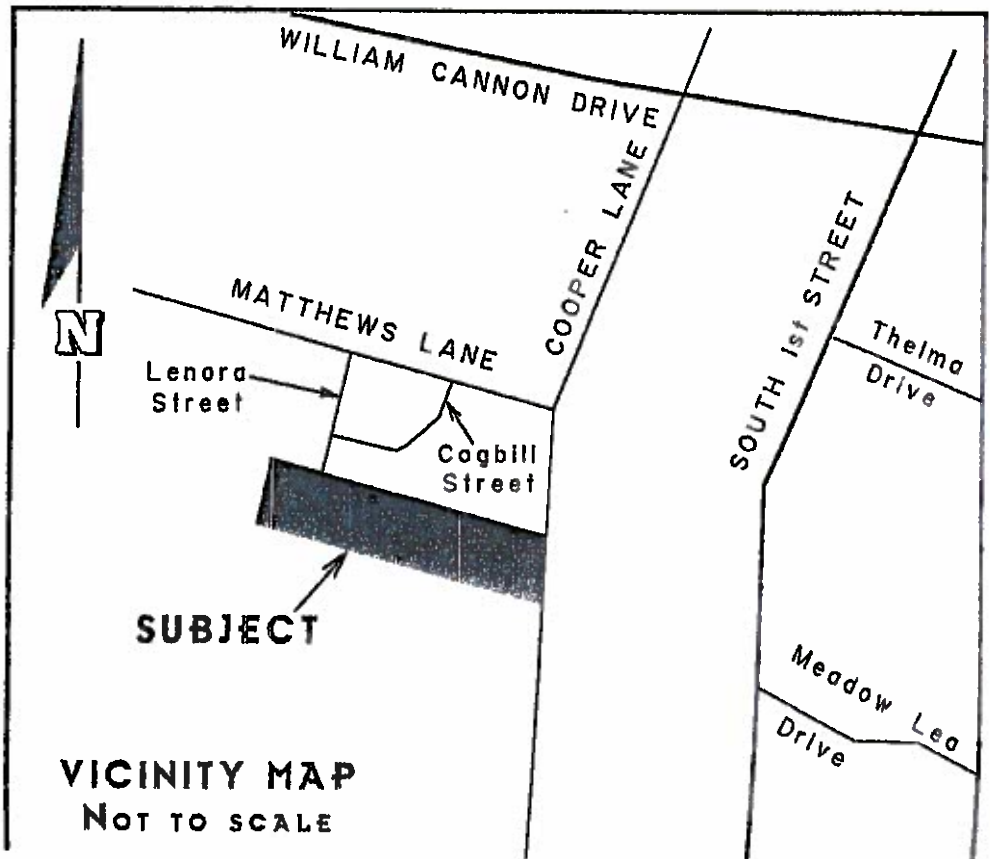 WILLIAM CANNON DRIVE
COOPER LANE
SOUTH 1st STREET
MATTHEWS LANE
Thelma
Drive
N
Lenora
Street
Cogbill
Street
SUBJECT
Meadow Lea
Drive
VICINITY MAP
NOT TO SCALE